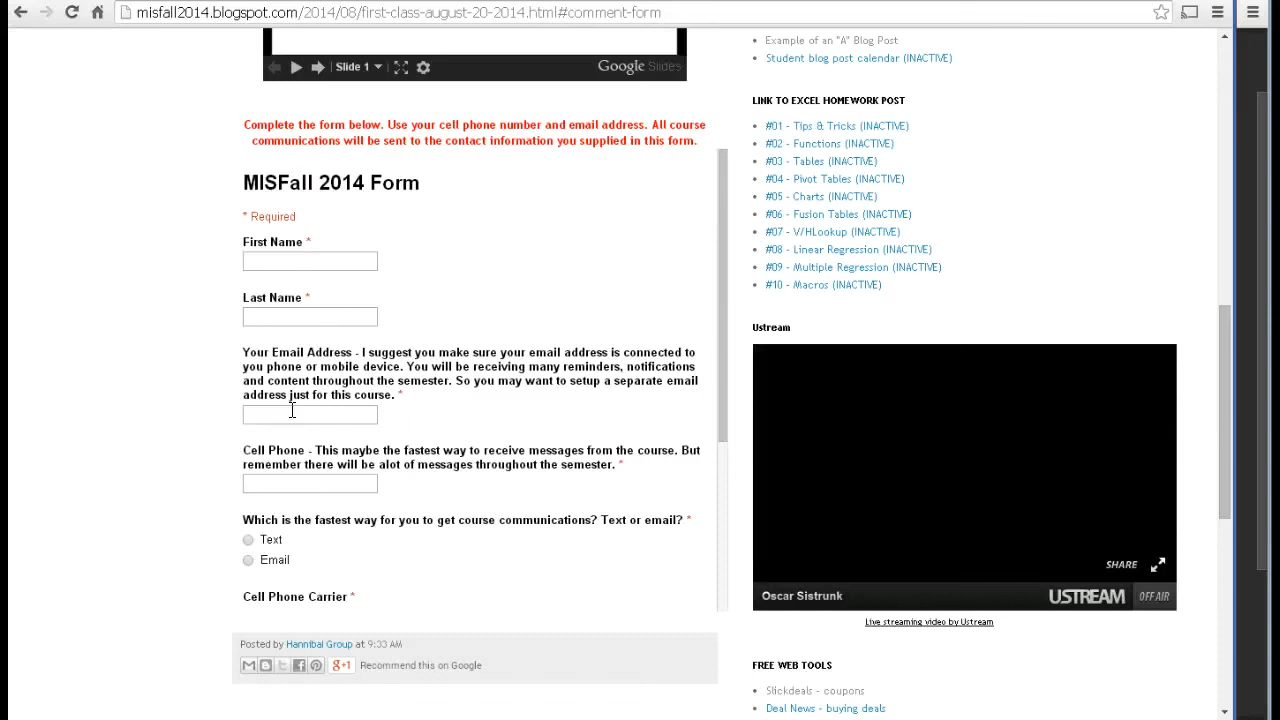 misfall2014.blogspot.com/2014/08/first-class-august-20-2014.html#comment-form
Slide 1
Google Slides
Complete the form below. Use your cell phone number and email address. All course
communications will be sent to the contact information you supplied in this form.
MISFall 2014 Form
* Required
First Name *
Last Name *
Your Email Address - I suggest you make sure your email address is connected to
you phone or mobile device. You will be receiving many reminders, notifications
and content throughout the semester. So you may want to setup a separate email
address just for this course. *
Cell Phone - This maybe the fastest way to receive messages from the course. But
remember there will be alot of messages throughout the semester. *
Which is the fastest way for you to get course communications? Text or email? *
Text
Email
Cell Phone Carrier *
Posted by Hannibal Group at 9:33 AM
g+1 Recommend this on Google
Example of an "A" Blog Post
Student blog post calendar (INACTIVE)
LINK TO EXCEL HOMEWORK POST
#01 - Tips & Tricks (INACTIVE)
#02 - Functions (INACTIVE)
#03 - Tables (INACTIVE)
#04 - Pivot Tables (INACTIVE)
#05 - Charts (INACTIVE)
#06 - Fusion Tables (INACTIVE)
#07 - V/HLookup (INACTIVE)
#08 - Linear Regression (INACTIVE)
#09 - Multiple Regression (INACTIVE)
#10 - Macros (INACTIVE)
Ustream
SHARE
Oscar Sistrunk
USTREAM OFF AIR
Live streaming video by Ustream
FREE WEB TOOLS
Slickdeals - coupons
Deal News - buying deals